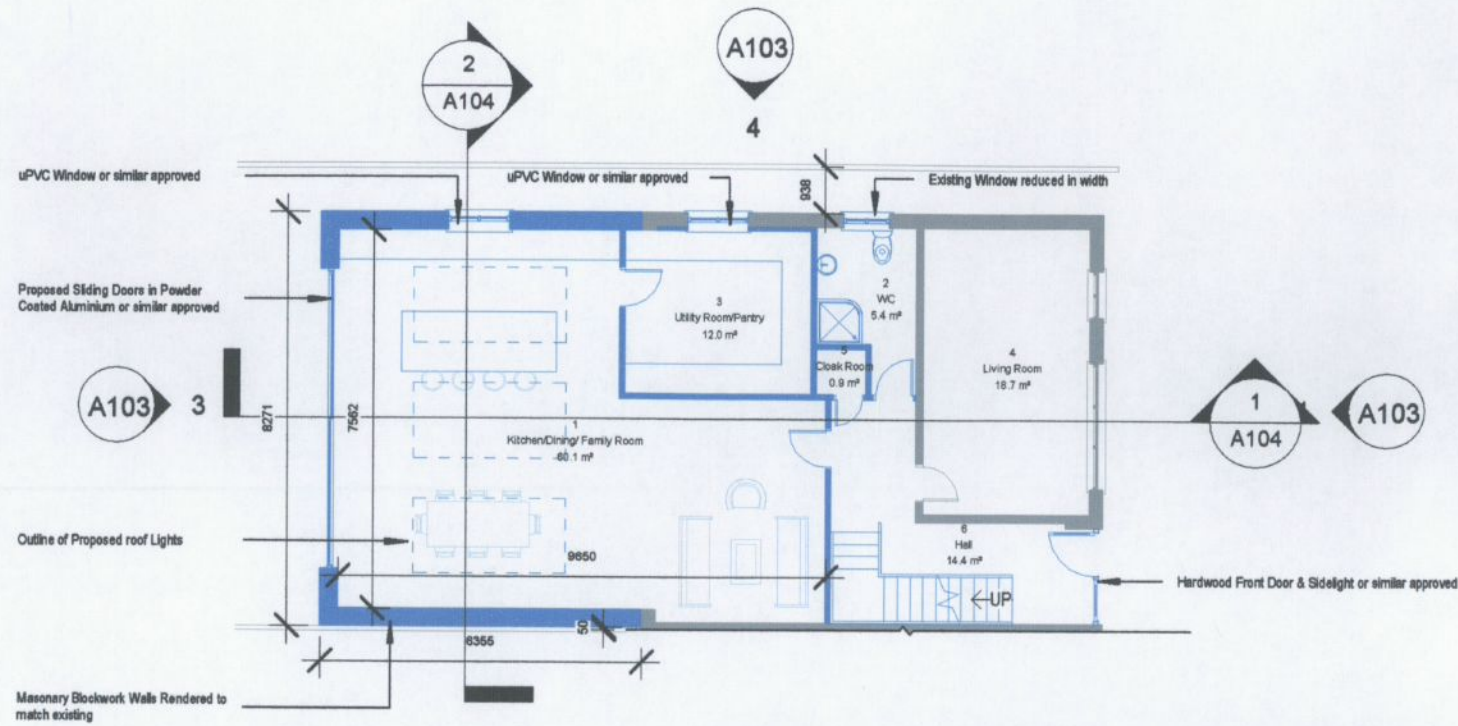 2
A104
A103
4
uPVC Window or similar approved
uPVC Window or similar approved
938
Existing Window reduced in width
Proposed Sliding Doors in Powder
Coated Aluminium or similar approved
3
Utility Room/Pantry
12.0 m²
2
WC
5.4 m²
5
Cloak Room
0.9 m²
4
Living Room
18.7 m²
A103
3
8271
7562
1
Kitchen/Dining/ Family Room
60.1 m²
1
A104
A103
Outline of Proposed roof Lights
9650
6
Hall
14.4 m²
UP
Hardwood Front Door & Sidelight or similar approved
50
6355
Masonary Blockwork Walls Rendered to
match existing